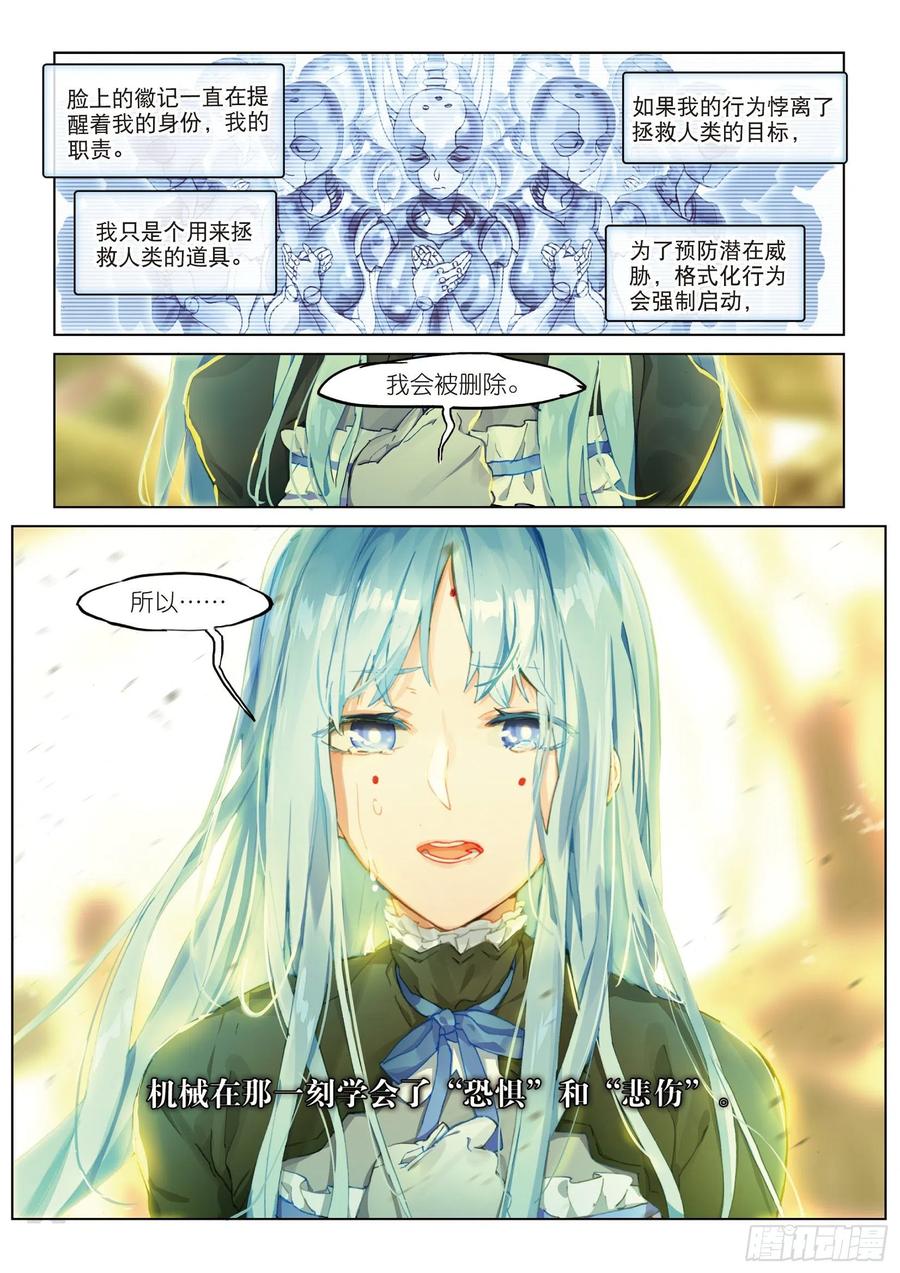 脸上的徽记一直在提
醒着我的身份，我的
职责。
我只是个用来拯
救人类的道具。
如果我的行为悖离了
拯救人类的目标，
为了预防潜在威
胁，格式化行为
会强制启动，
我会被删除。
所以……
机械在那一刻学会了“恐惧”和“悲伤”。
©
腾讯动漫